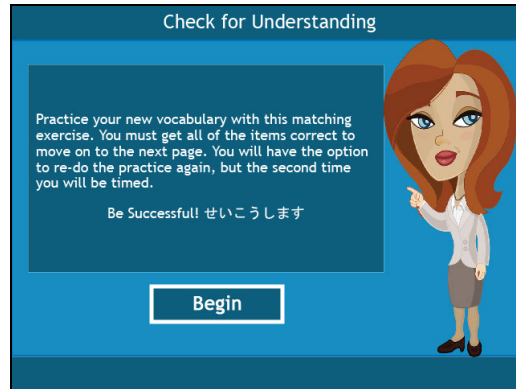 Check for Understanding
Practice your new vocabulary with this matching
exercise. You must get all of the items correct to
move on to the next page. You will have the option
to re-do the practice again, but the second time
you will be timed.
Be Successful! せいこうします
Begin